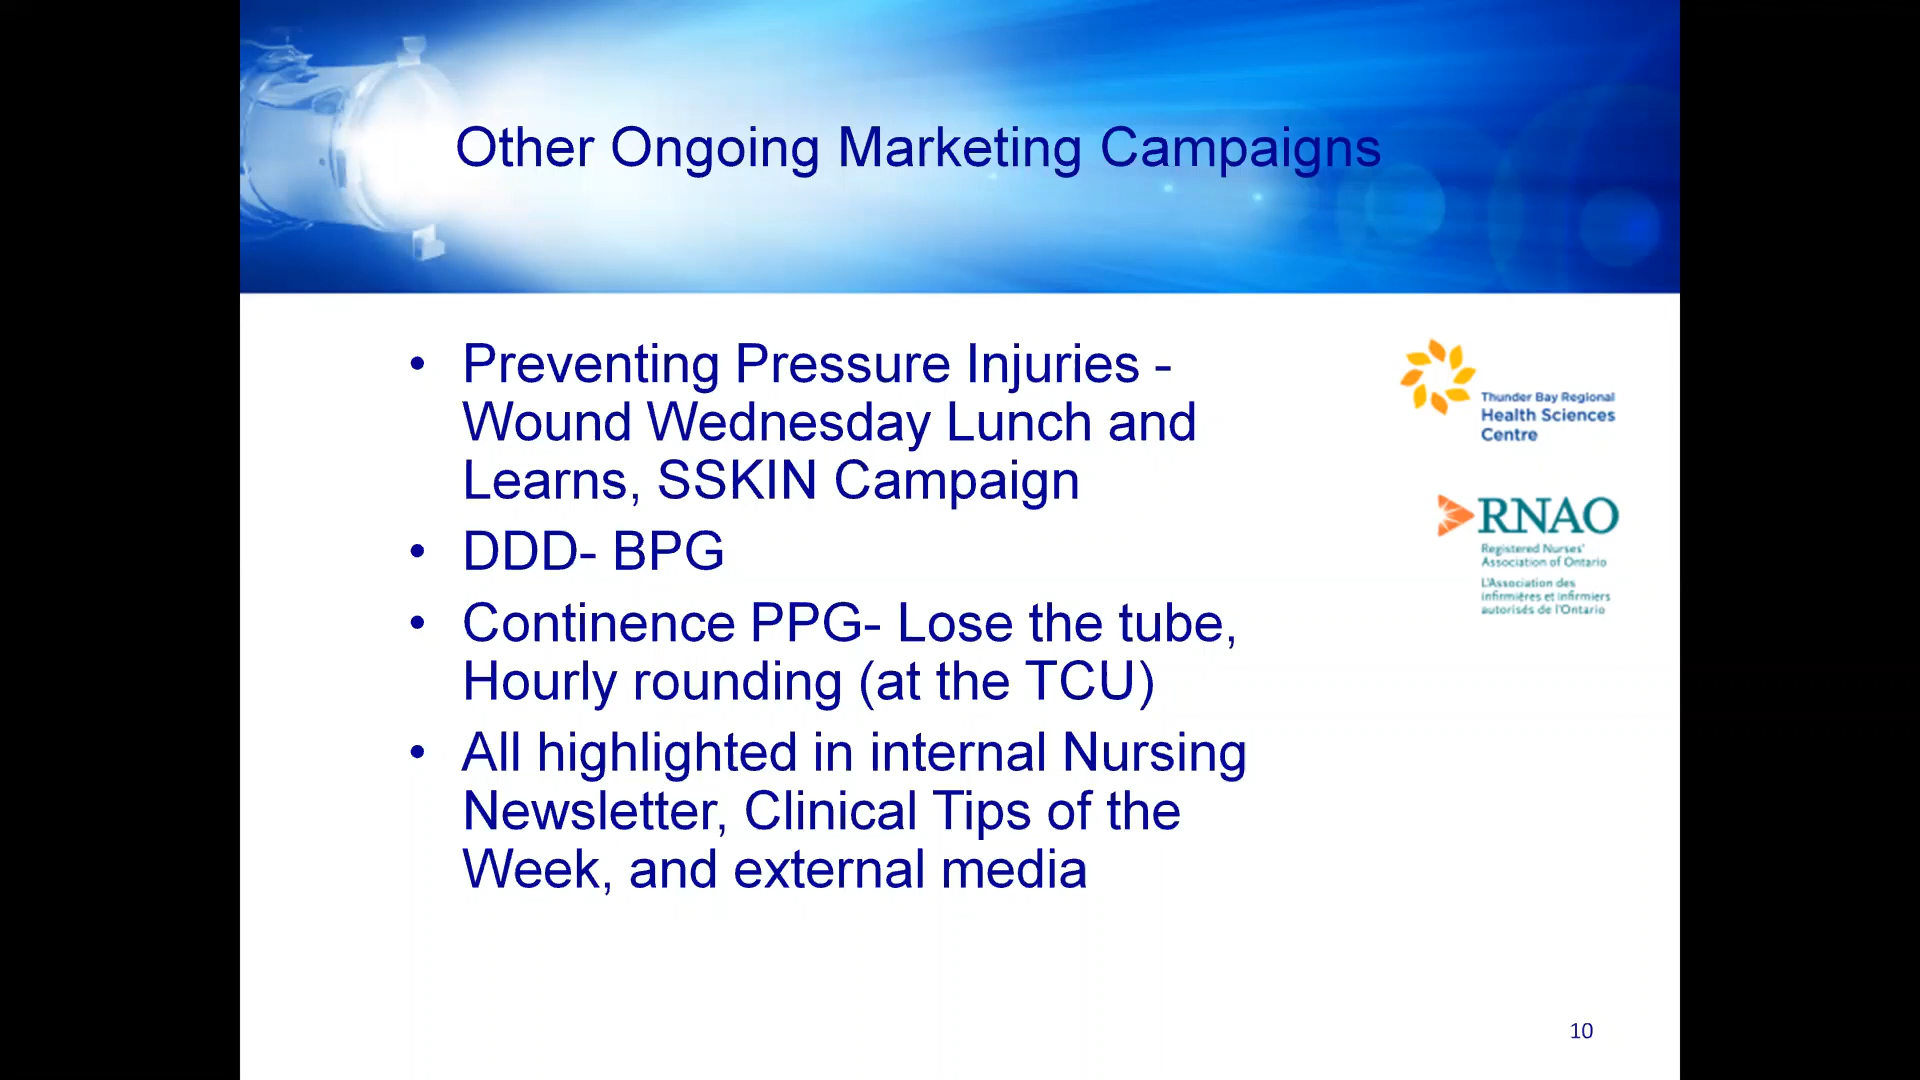 Other Ongoing Marketing Campaigns
• Preventing Pressure Injuries -
Wound Wednesday Lunch and
Learns, SSKIN Campaign
• DDD- BPG
• Continence PPG- Lose the tube,
Hourly rounding (at the TCU)
• All highlighted in internal Nursing
Newsletter, Clinical Tips of the
Week, and external media
Thunder Bay Regional
Health Sciences
Centre
RNAO
Registered Nurses'
Association of Ontario
L'Association des
infirmières et infirmiers
autorisés de l'Ontario
10